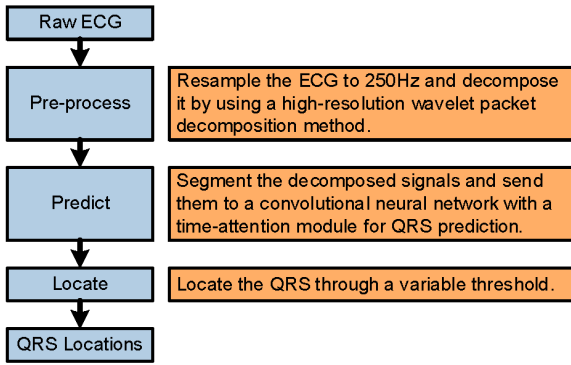 Raw ECG
Pre-process
Resample the ECG to 250Hz and decompose
it by using a high-resolution wavelet packet
decomposition method.
Predict
Segment the decomposed signals and send
them to a convolutional neural network with a
time-attention module for QRS prediction.
Locate
Locate the QRS through a variable threshold.
QRS Locations